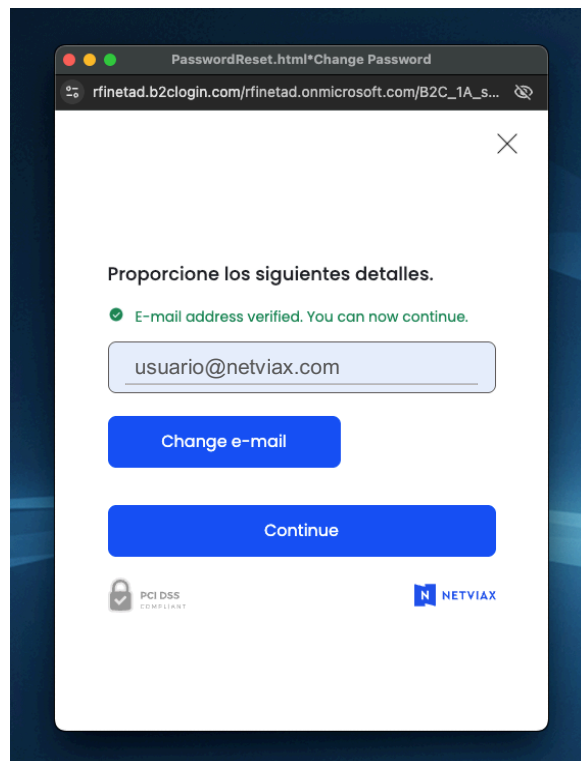 PasswordReset.html*Change Password
rfinetad.b2clogin.com/rfinetad.onmicrosoft.com/B2C_1A_s...
Proporcione los siguientes detalles.
E-mail address verified. You can now continue.
usuario@netviax.com
Change e-mail
Continue
PCI DSS
COMPLIANT
N NETVIAX